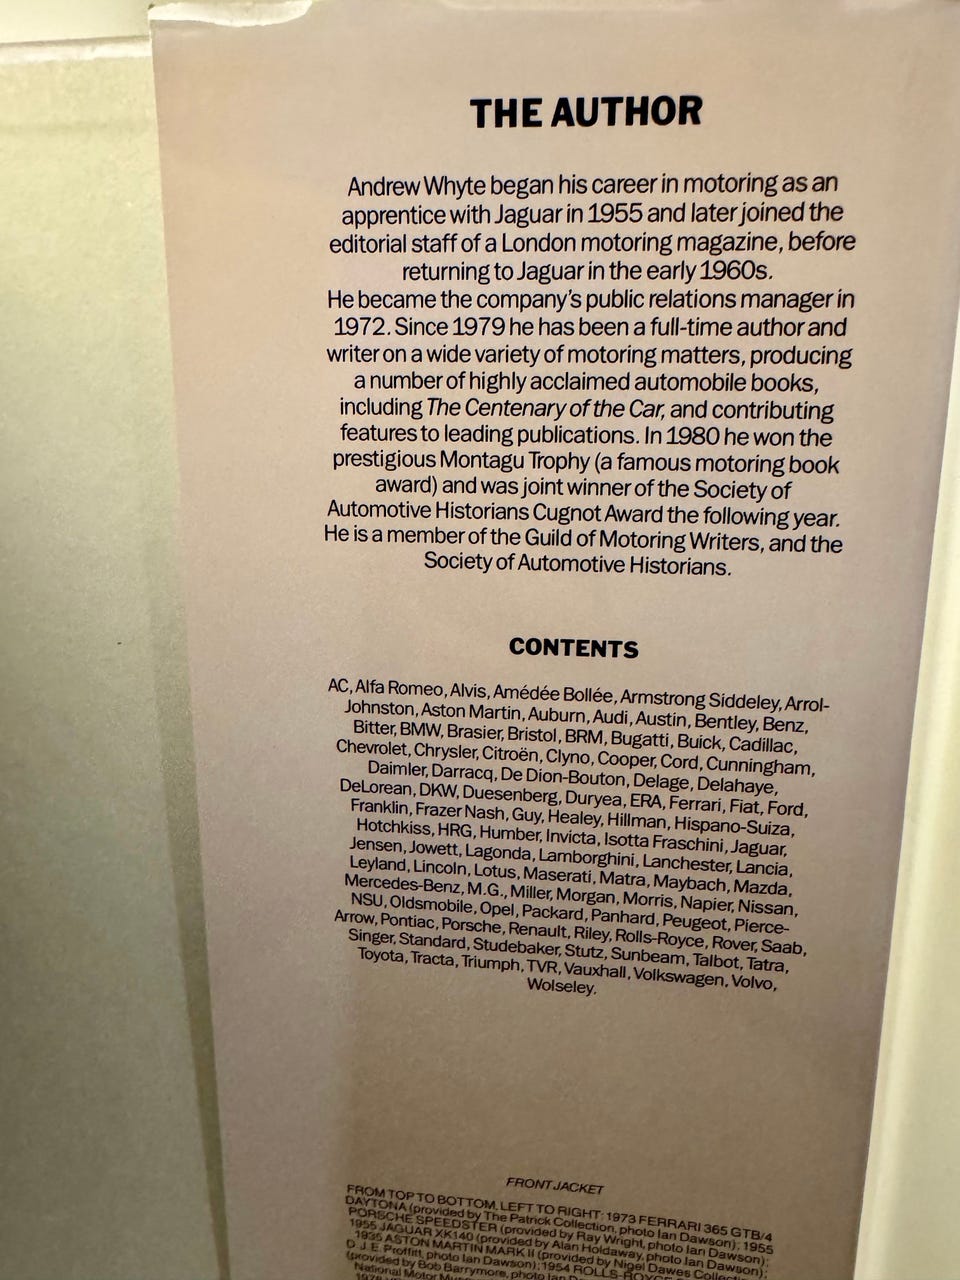 THE AUTHOR
Andrew Whyte began his career in motoring as an
apprentice with Jaguar in 1955 and later joined the
editorial staff of a London motoring magazine, before
returning to Jaguar in the early 1960s.
He became the company's public relations manager in
1972. Since 1979 he has been a full-time author and
writer on a wide variety of motoring matters, producing
a number of highly acclaimed automobile books,
including The Centenary of the Car, and contributing
features to leading publications. In 1980 he won the
prestigious Montagu Trophy (a famous motoring book
award) and was joint winner of the Society of
Automotive Historians Cugnot Award the following year.
He is a member of the Guild of Motoring Writers, and the
Society of Automotive Historians.
CONTENTS
AC, Alfa Romeo, Alvis, Amédée Bollée, Armstrong Siddeley, Arrol-
Johnston, Aston Martin, Auburn, Audi, Austin, Bentley, Benz,
Bitter, BMW, Brasier, Bristol, BRM, Bugatti, Buick, Cadillac,
Chevrolet, Chrysler, Citroën, Clyno, Cooper, Cord, Cunningham,
Daimler, Darracq, De Dion-Bouton, Delage, Delahaye,
DeLorean, DKW, Duesenberg, Duryea, ERA, Ferrari, Fiat, Ford,
Franklin, Frazer Nash, Guy, Healey, Hillman, Hispano-Suiza,
Hotchkiss, HRG, Humber, Invicta, Isotta Fraschini, Jaguar,
Jensen, Jowett, Lagonda, Lamborghini, Lanchester, Lancia,
Leyland, Lincoln, Lotus, Maserati, Matra, Maybach, Mazda,
Mercedes-Benz, M.G., Miller, Morgan, Morris, Napier, Nissan,
NSU, Oldsmobile, Opel, Packard, Panhard, Peugeot, Pierce-
Arrow, Pontiac, Porsche, Renault, Riley, Rolls-Royce, Rover, Saab,
Singer, Standard, Studebaker, Stutz, Sunbeam, Talbot, Tatra,
Toyota, Tracta, Triumph, TVR, Vauxhall, Volkswagen, Volvo,
Wolseley.
FRONT JACKET
FROM TOP TO BOTTOM, LEFT TO RIGHT: 1973 FERRARI 365 GTB/4
DAYTONA (provided by The Patrick Collection, photo Ian Dawson); 1955
PORSCHE SPEEDSTER (provided by Ray Wright, photo Ian Dawson);
1955 JAGUAR XK140 (provided by Alan Holdaway, photo Ian Dawson);
1935 ASTON MARTIN MARK II (provided by Nigel Dawes
D.J.E. Proffitt, photo Ian Dawson); 1954 ROLLS-ROYCE
(provided by Bob Barrymore, photo Ian
National Motor